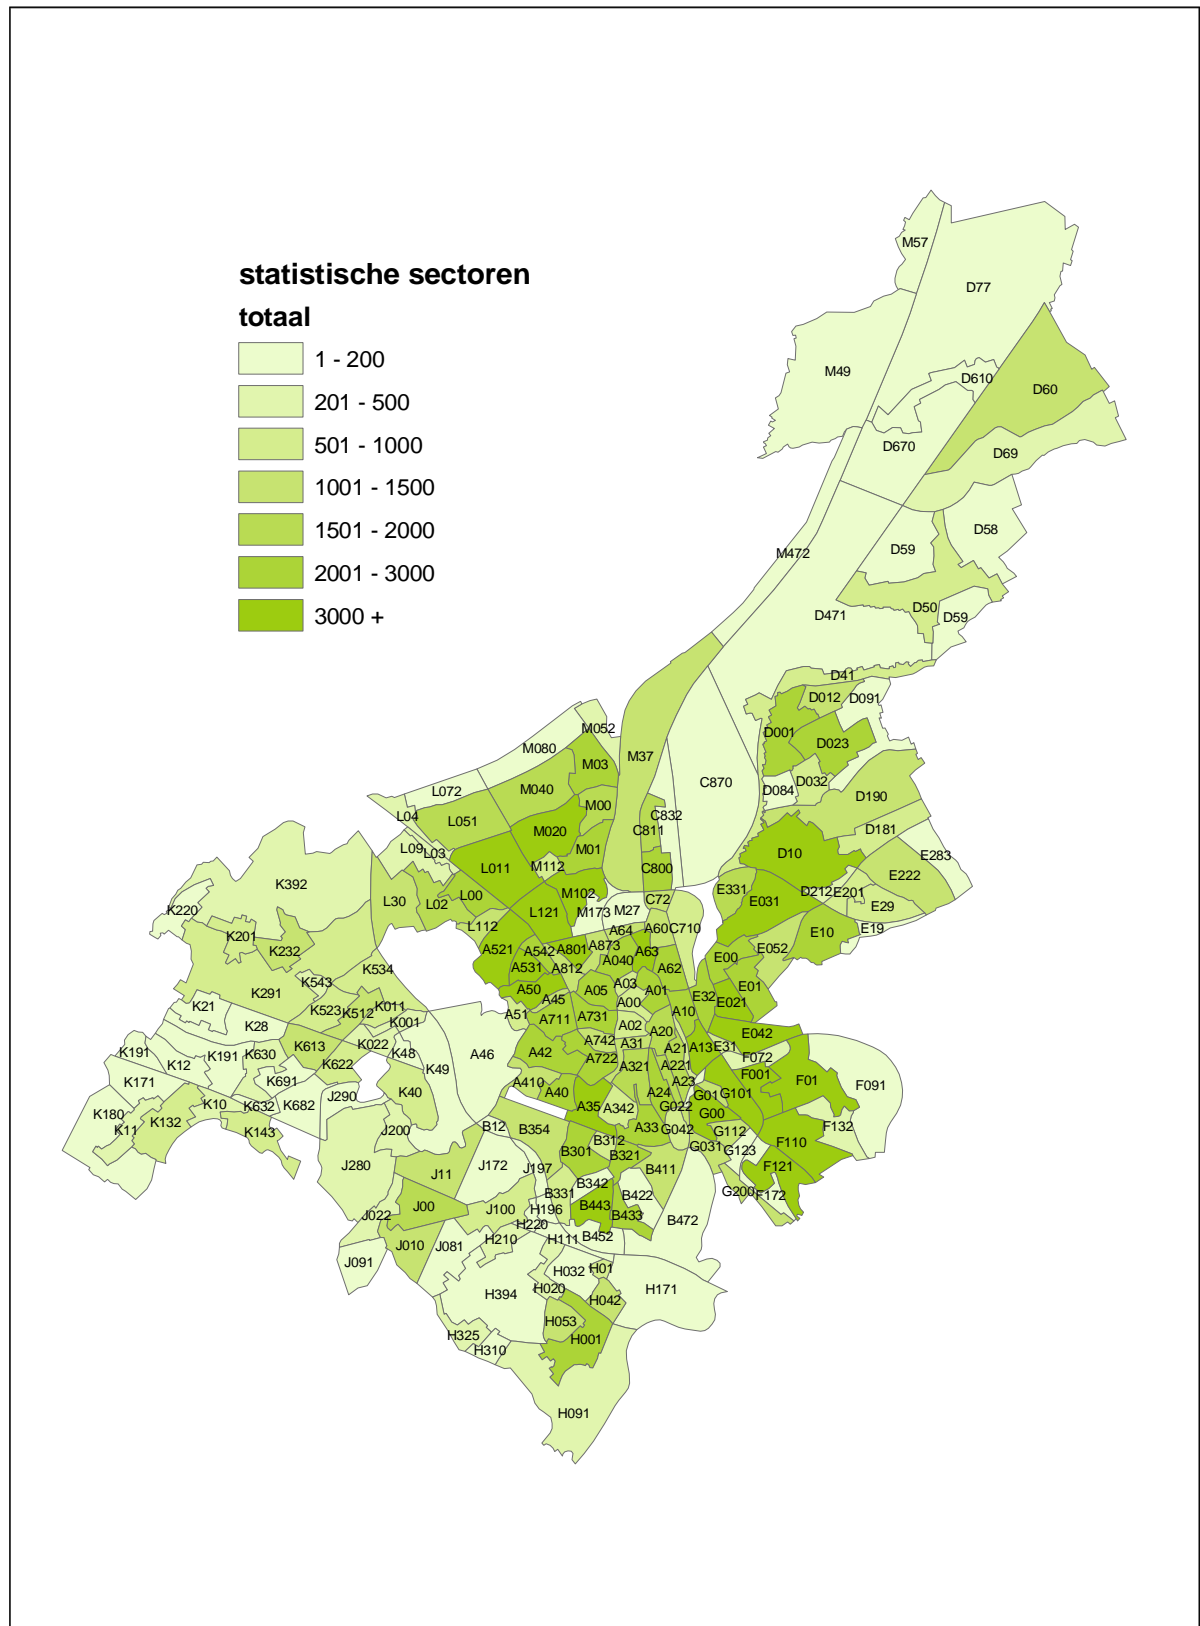 statistische sectoren
totaal
1 - 200
201 - 500
501 - 1000
1001 - 1500
1501 - 2000
2001 - 3000
3000 +
M57
D77
M49
D610
D60
D670
D69
D58
M472
D59
D50
D59
D471
D41
D012
D091
M052
D001
M080
D023
M37
M03
C870
D032
M040
L072
D084
D190
M00
L04
L051
C832
C811
D181
M020
M01
L09
L03
D10
E283
L011
M112
C800
E222
K392
E331
D212
E201
M102
L00
E031
C72
L30
L02
E29
K220
L121
M173
M27
L112
A64
A60
C710
E19
K201
E10
A873
A521
A542
A801
A63
E052
K232
A040
E00
A531
A812
A62
K534
K543
A03
E01
A50
A05
A01
K291
A45
E32
A00
E021
K21
K011
K523
A10
K512
A51
A731
A711
K001
A02
K28
A20
E042
A742
A31
K613
K022
A13
E31
A21
K191
A42
K48
A46
K191
K630
F072
A722
K12
K622
A321
A221
K49
F001
K171
K691
A410
A23
F01
F091
A40
A24
K40
G01
G101
J290
K10
K632
K682
A35
A342
G022
K180
G00
K132
B12
F132
K11
J200
B354
A33
G042
K143
G112
B312
F110
G031
B301
G123
B321
J280
J172
F121
J197
B411
J11
B342
G200
B331
B422
F172
J00
B443
J100
H196
J022
B433
B472
H220
B452
H210
H111
J010
J081
J091
H032
H01
H171
H020
H394
H042
H053
H325
H001
H310
H091